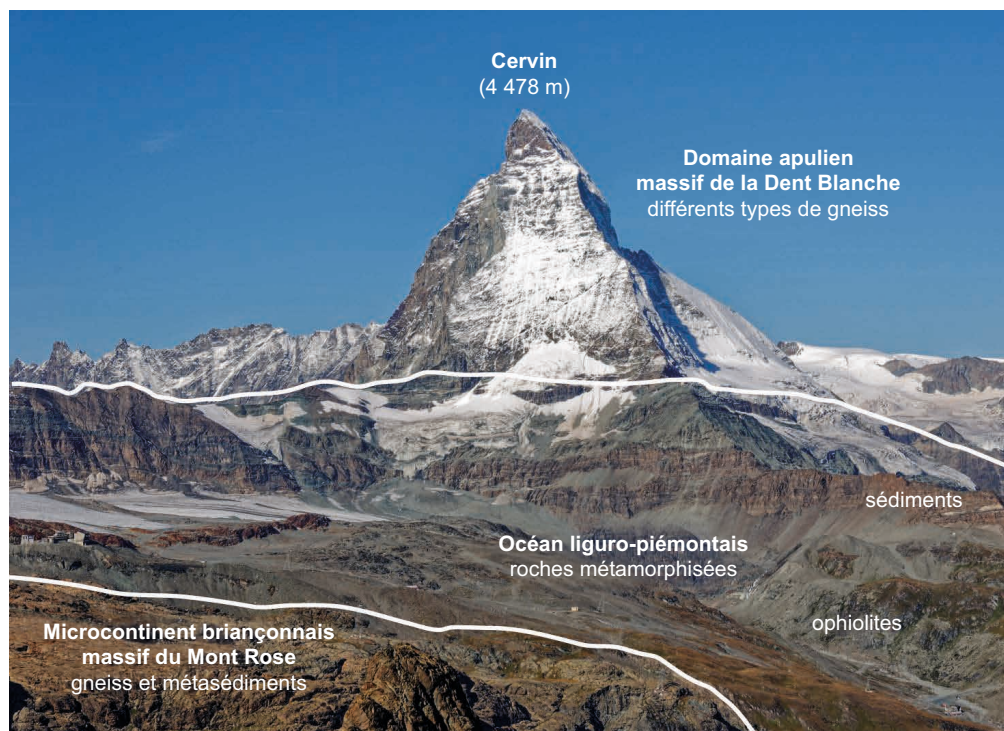 Cervin
(4 478 m)
Domaine apulien
massif de la Dent Blanche
différents types de gneiss
sédiments
Océan liguro-piémontais
roches métamorphisées
ophiolites
Microcontinent briançonnais
massif du Mont Rose
gneiss et métasédiments